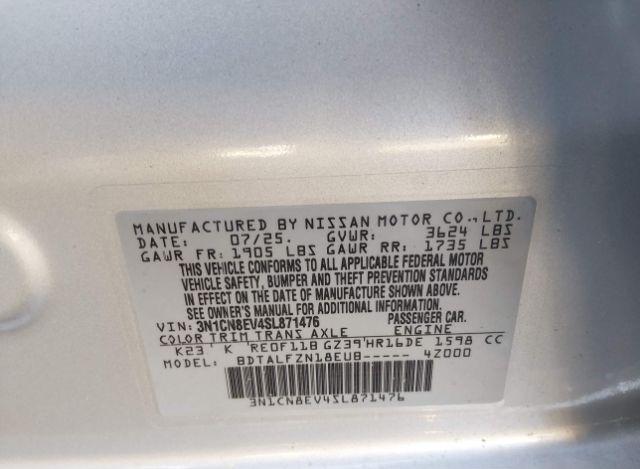 MANUFACTURED BY NISSAN MOTOR CO., LTD.
DATE: 07/25. GVWR: 3624 LBS
GAWR FR: 1905 LBS GAWR RR: 1735 LBS
THIS VEHICLE CONFORMS TO ALL APPLICABLE FEDERAL MOTOR
VEHICLE SAFETY, BUMPER AND THEFT PREVENTION STANDARDS
IN EFFECT ON THE DATE OF MANUFACTURE SHOWN ABOVE.
SEE OWNER'S MANUAL FOR ADDITIONAL INFORMATION.
VIN: 3N1CN8EV4SL871476 PASSENGER CAR.
COLOR TRIM TRANS AXLE ENGINE
K23 K RE0F11B GZ39 HR16DE 1598 CC
MODEL: BDTALFZN18EUB----- 4Z000
3N1CN8EV4SL871476